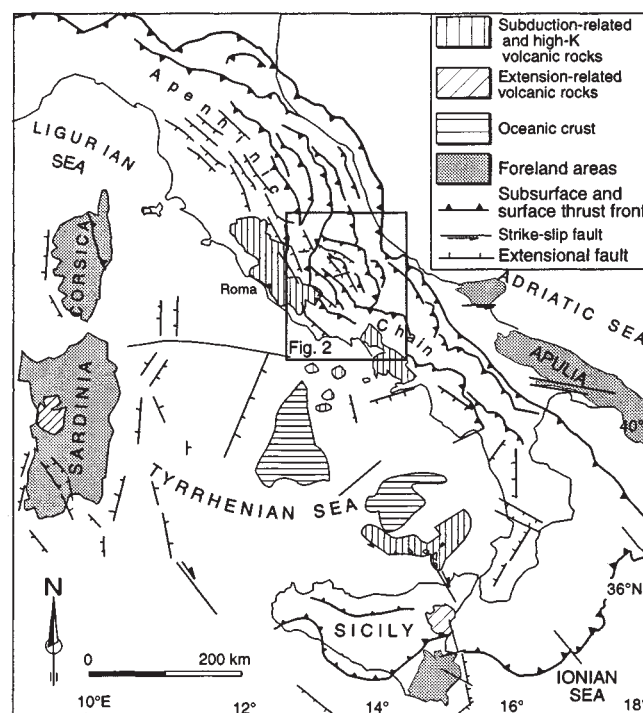 Subduction-related
and high-K
volcanic rocks
Extension-related
volcanic rocks
Oceanic crust
Foreland areas
Subsurface and
surface thrust front
Strike-slip fault
Extensional fault
Apenninic
LIGURIAN
SEA
CORSICA
Roma
Chain
ADRIATIC SEA
Fig. 2
APULIA
SARDINIA
40°
TYRRHENIAN SEA
36°N
N
SICILY
0 200 km
IONIAN
SEA
10°E 12° 14° 16° 18°